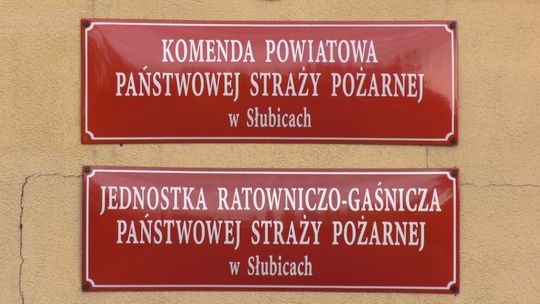 KOMENDA POWIATOWA
PAŃSTWOWEJ STRAŻY POŻARNEJ
w Słubicach
JEDNOSTKA RATOWNICZO-GAŚNICZA
PAŃSTWOWEJ STRAŻY POŻARNEJ
w Słubicach